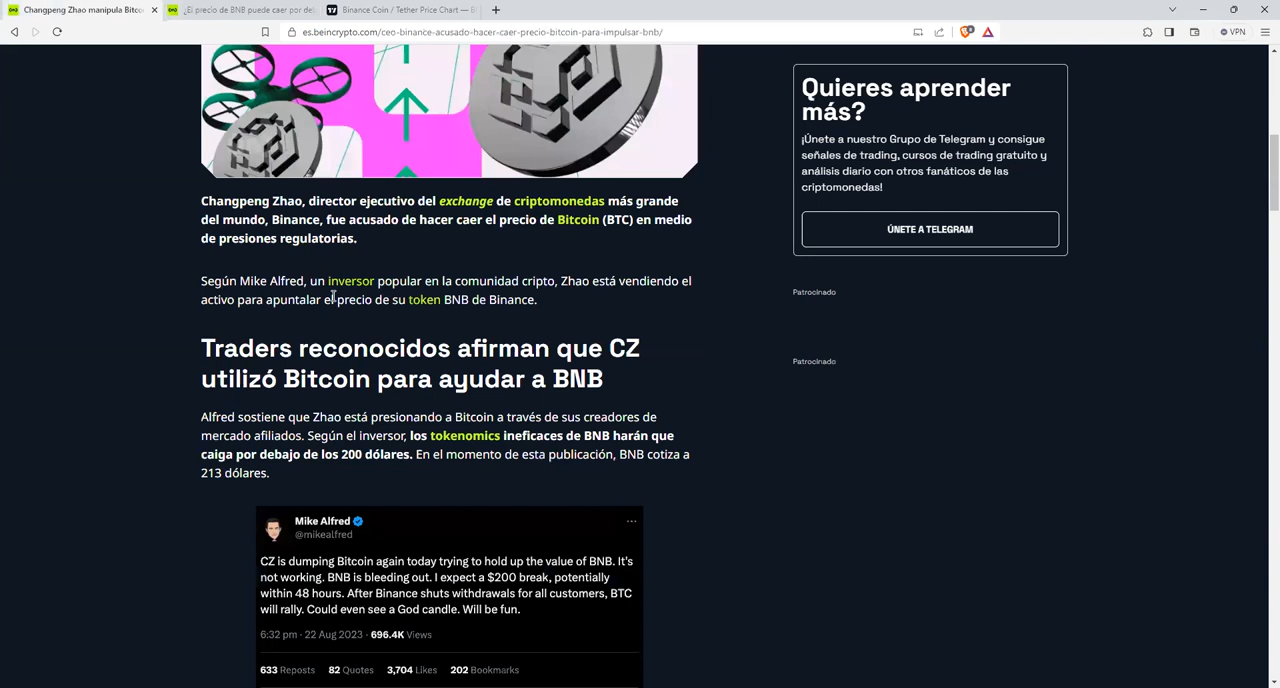 Changpeng Zhao manipula Bitco
¿El precio de BNB puede caer por de
Binance Coin / Tether Price Chart — B
es.beincrypto.com/ceo-binance-acusado-hacer-caer-precio-bitcoin-para-impulsar-bnb/
VPN
Changpeng Zhao, director ejecutivo del exchange de criptomonedas más grande
del mundo, Binance, fue acusado de hacer caer el precio de Bitcoin (BTC) en medio
de presiones regulatorias.
Según Mike Alfred, un inversor popular en la comunidad cripto, Zhao está vendiendo el
activo para apuntalar el precio de su token BNB de Binance.
Traders reconocidos afirman que CZ
utilizó Bitcoin para ayudar a BNB
Alfred sostiene que Zhao está presionando a Bitcoin a través de sus creadores de
mercado afiliados. Según el inversor, los tokenomics ineficaces de BNB harán que
caiga por debajo de los 200 dólares. En el momento de esta publicación, BNB cotiza a
213 dólares.
Mike Alfred
@mikealfred
CZ is dumping Bitcoin again today trying to hold up the value of BNB. It's
not working. BNB is bleeding out. I expect a $200 break, potentially
within 48 hours. After Binance shuts withdrawals for all customers, BTC
will rally. Could even see a God candle. Will be fun.
6:32 pm · 22 Aug 2023 · 696.4K Views
633 Reposts 82 Quotes 3,704 Likes 202 Bookmarks
Quieres aprender
más?
¡Únete a nuestro Grupo de Telegram y consigue
señales de trading, cursos de trading gratuito y
análisis diario con otros fanáticos de las
criptomonedas!
ÚNETE A TELEGRAM
Patrocinado
Patrocinado